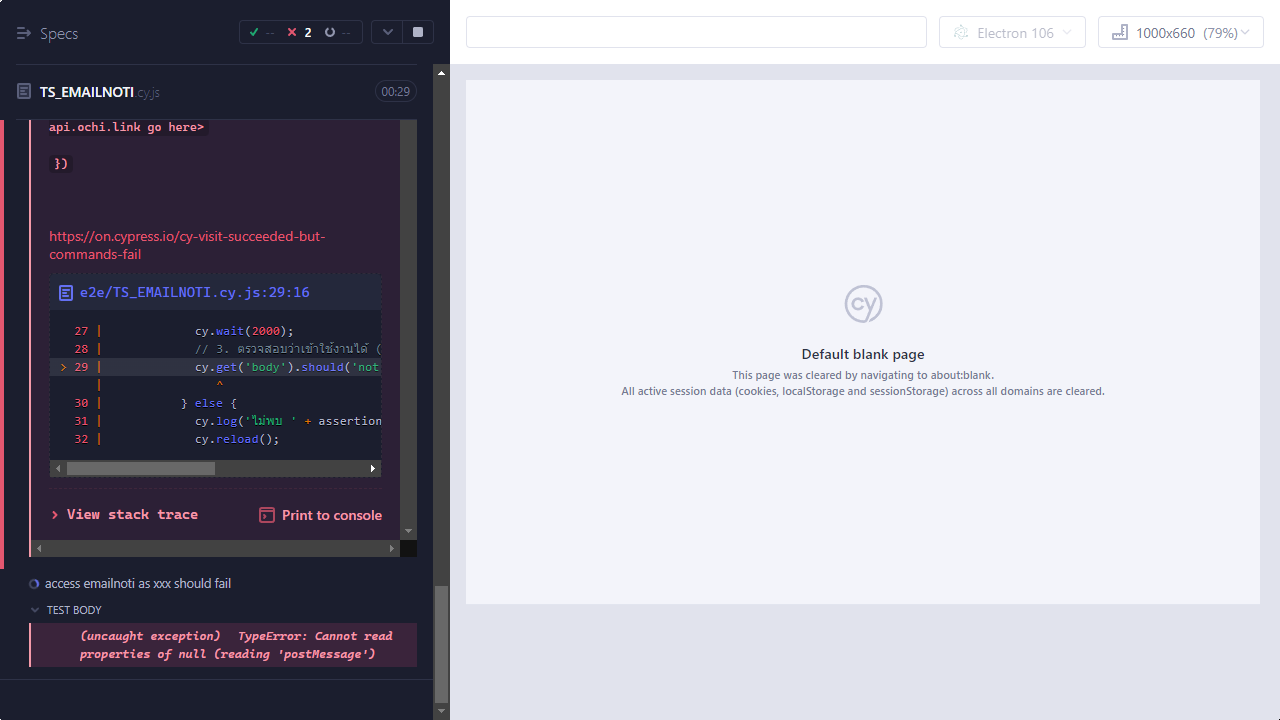 Specs
-- 2 --
Electron 106
1000x660 (79%)
TS_EMAILNOTI.cy.js
00:29
api.ochi.link go here>
})
https://on.cypress.io/cy-visit-succeeded-but-
commands-fail
e2e/TS_EMAILNOTI.cy.js:29:16
27 | cy.wait(2000);
28 | // 3. ตรวจสอบว่าเข้าใช้งานได้ (
> 29 | cy.get('body').should('not
| ^
30 | } else {
31 | cy.log('ไม่พบ ' + assertion
32 | cy.reload();
View stack trace
Print to console
access emailnoti as xxx should fail
TEST BODY
(uncaught exception) TypeError: Cannot read
properties of null (reading 'postMessage')
cy
Default blank page
This page was cleared by navigating to about:blank.
All active session data (cookies, localStorage and sessionStorage) across all domains are cleared.